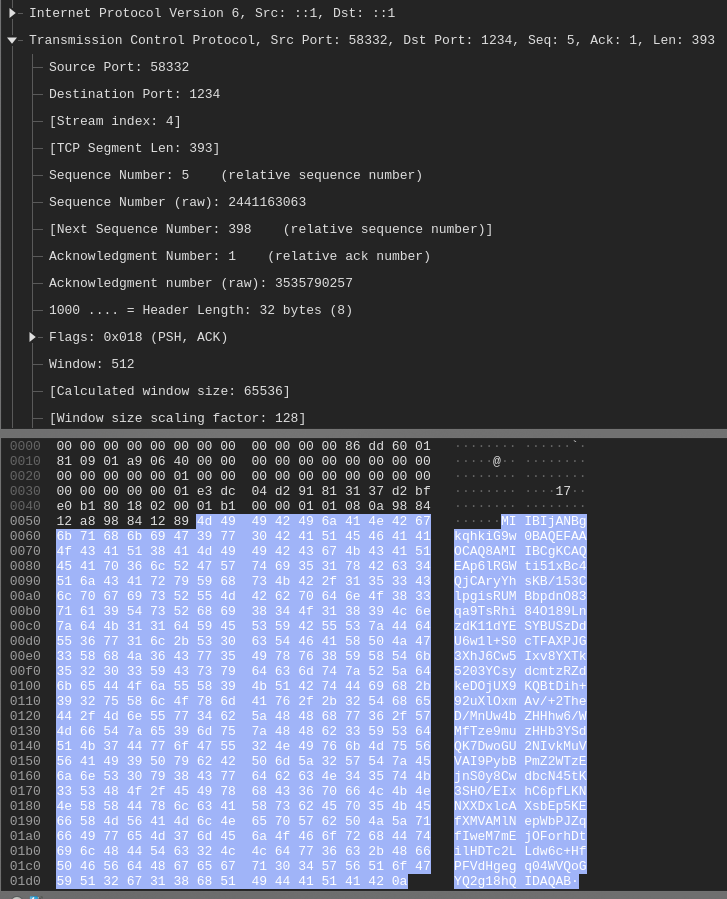 Internet Protocol Version 6, Src: ::1, Dst: ::1
Transmission Control Protocol, Src Port: 58332, Dst Port: 1234, Seq: 5, Ack: 1, Len: 393
Source Port: 58332
Destination Port: 1234
[Stream index: 4]
[TCP Segment Len: 393]
Sequence Number: 5    (relative sequence number)
Sequence Number (raw): 2441163063
[Next Sequence Number: 398    (relative sequence number)]
Acknowledgment Number: 1    (relative ack number)
Acknowledgment number (raw): 3535790257
1000 .... = Header Length: 32 bytes (8)
Flags: 0x018 (PSH, ACK)
Window: 512
[Calculated window size: 65536]
[Window size scaling factor: 128]
0000  00 00 00 00 00 00 00 00  00 00 00 00 86 dd 60 01   ········ ······`·
0010  81 09 01 a9 06 40 00 00  00 00 00 00 00 00 00 00   ·····@·· ········
0020  00 00 00 00 00 01 00 00  00 00 00 00 00 00 00 00   ········ ········
0030  00 00 00 00 00 01 e3 dc  04 d2 91 81 31 37 d2 bf   ········ ····17··
0040  e0 b1 80 18 02 00 01 b1  00 00 01 01 08 0a 98 84   ········ ········
0050  12 a8 98 84 12 89 4d 49  49 42 49 6a 41 4e 42 67   ······MI IBIjANBg
0060  6b 71 68 6b 69 47 39 77  30 42 41 51 45 46 41 41   kqhkiG9w 0BAQEFAA
0070  4f 43 41 51 38 41 4d 49  49 42 43 67 4b 43 41 51   OCAQ8AMI IBCgKCAQ
0080  45 41 70 36 6c 52 47 57  74 69 35 31 78 42 63 34   EAp6lRGW ti51xBc4
0090  51 6a 43 41 72 79 59 68  73 4b 42 2f 31 35 33 43   QjCAryYh sKB/153C
00a0  6c 70 67 69 73 52 55 4d  42 62 70 64 6e 4f 38 33   lpgisRUM BbpdnO83
00b0  71 61 39 54 73 52 68 69  38 34 4f 31 38 39 4c 6e   qa9TsRhi 84O189Ln
00c0  7a 64 4b 31 31 64 59 45  53 59 42 55 53 7a 44 64   zdK11dYE SYBUSzDd
00d0  55 36 77 31 6c 2b 53 30  63 54 46 41 58 50 4a 47   U6w1l+S0 cTFAXPJG
00e0  33 58 68 4a 36 43 77 35  49 78 76 38 59 58 54 6b   3XhJ6Cw5 Ixv8YXTk
00f0  35 32 30 33 59 43 73 79  64 63 6d 74 7a 52 5a 64   5203YCsy dcmtzRZd
0100  6b 65 44 4f 6a 55 58 39  4b 51 42 74 44 69 68 2b   keDOjUX9 KQBtDih+
0110  39 32 75 58 6c 4f 78 6d  41 76 2f 2b 32 54 68 65   92uXlOxm Av/+2The
0120  44 2f 4d 6e 55 77 34 62  5a 48 48 68 77 36 2f 57   D/MnUw4b ZHHhw6/W
0130  4d 66 54 7a 65 39 6d 75  7a 48 48 62 33 59 53 64   MfTze9mu zHHb3YSd
0140  51 4b 37 44 77 6f 47 55  32 4e 49 76 6b 4d 75 56   QK7DwoGU 2NIvkMuV
0150  56 41 49 39 50 79 62 42  50 6d 5a 32 57 54 7a 45   VAI9PybB PmZ2WTzE
0160  6a 6e 53 30 79 38 43 77  64 62 63 4e 34 35 74 4b   jnS0y8Cw dbcN45tK
0170  33 53 48 4f 2f 45 49 78  68 43 36 70 66 4c 4b 4e   3SHO/EIx hC6pfLKN
0180  4e 58 58 44 78 6c 63 41  58 73 62 45 70 35 4b 45   NXXDxlcA XsbEp5KE
0190  66 58 4d 56 41 4d 6c 4e  65 70 57 62 50 4a 5a 71   fXMVAMlN epWbPJZq
01a0  66 49 77 65 4d 37 6d 45  6a 4f 46 6f 72 68 44 74   fIweM7mE jOForhDt
01b0  69 6c 48 44 54 63 32 4c  4c 64 77 36 63 2b 48 66   ilHDTc2L Ldw6c+Hf
01c0  50 46 56 64 48 67 65 67  71 30 34 57 56 51 6f 47   PFVdHgeg q04WVQoG
01d0  59 51 32 67 31 38 68 51  49 44 41 51 41 42 0a   YQ2g18hQ IDAQAB·